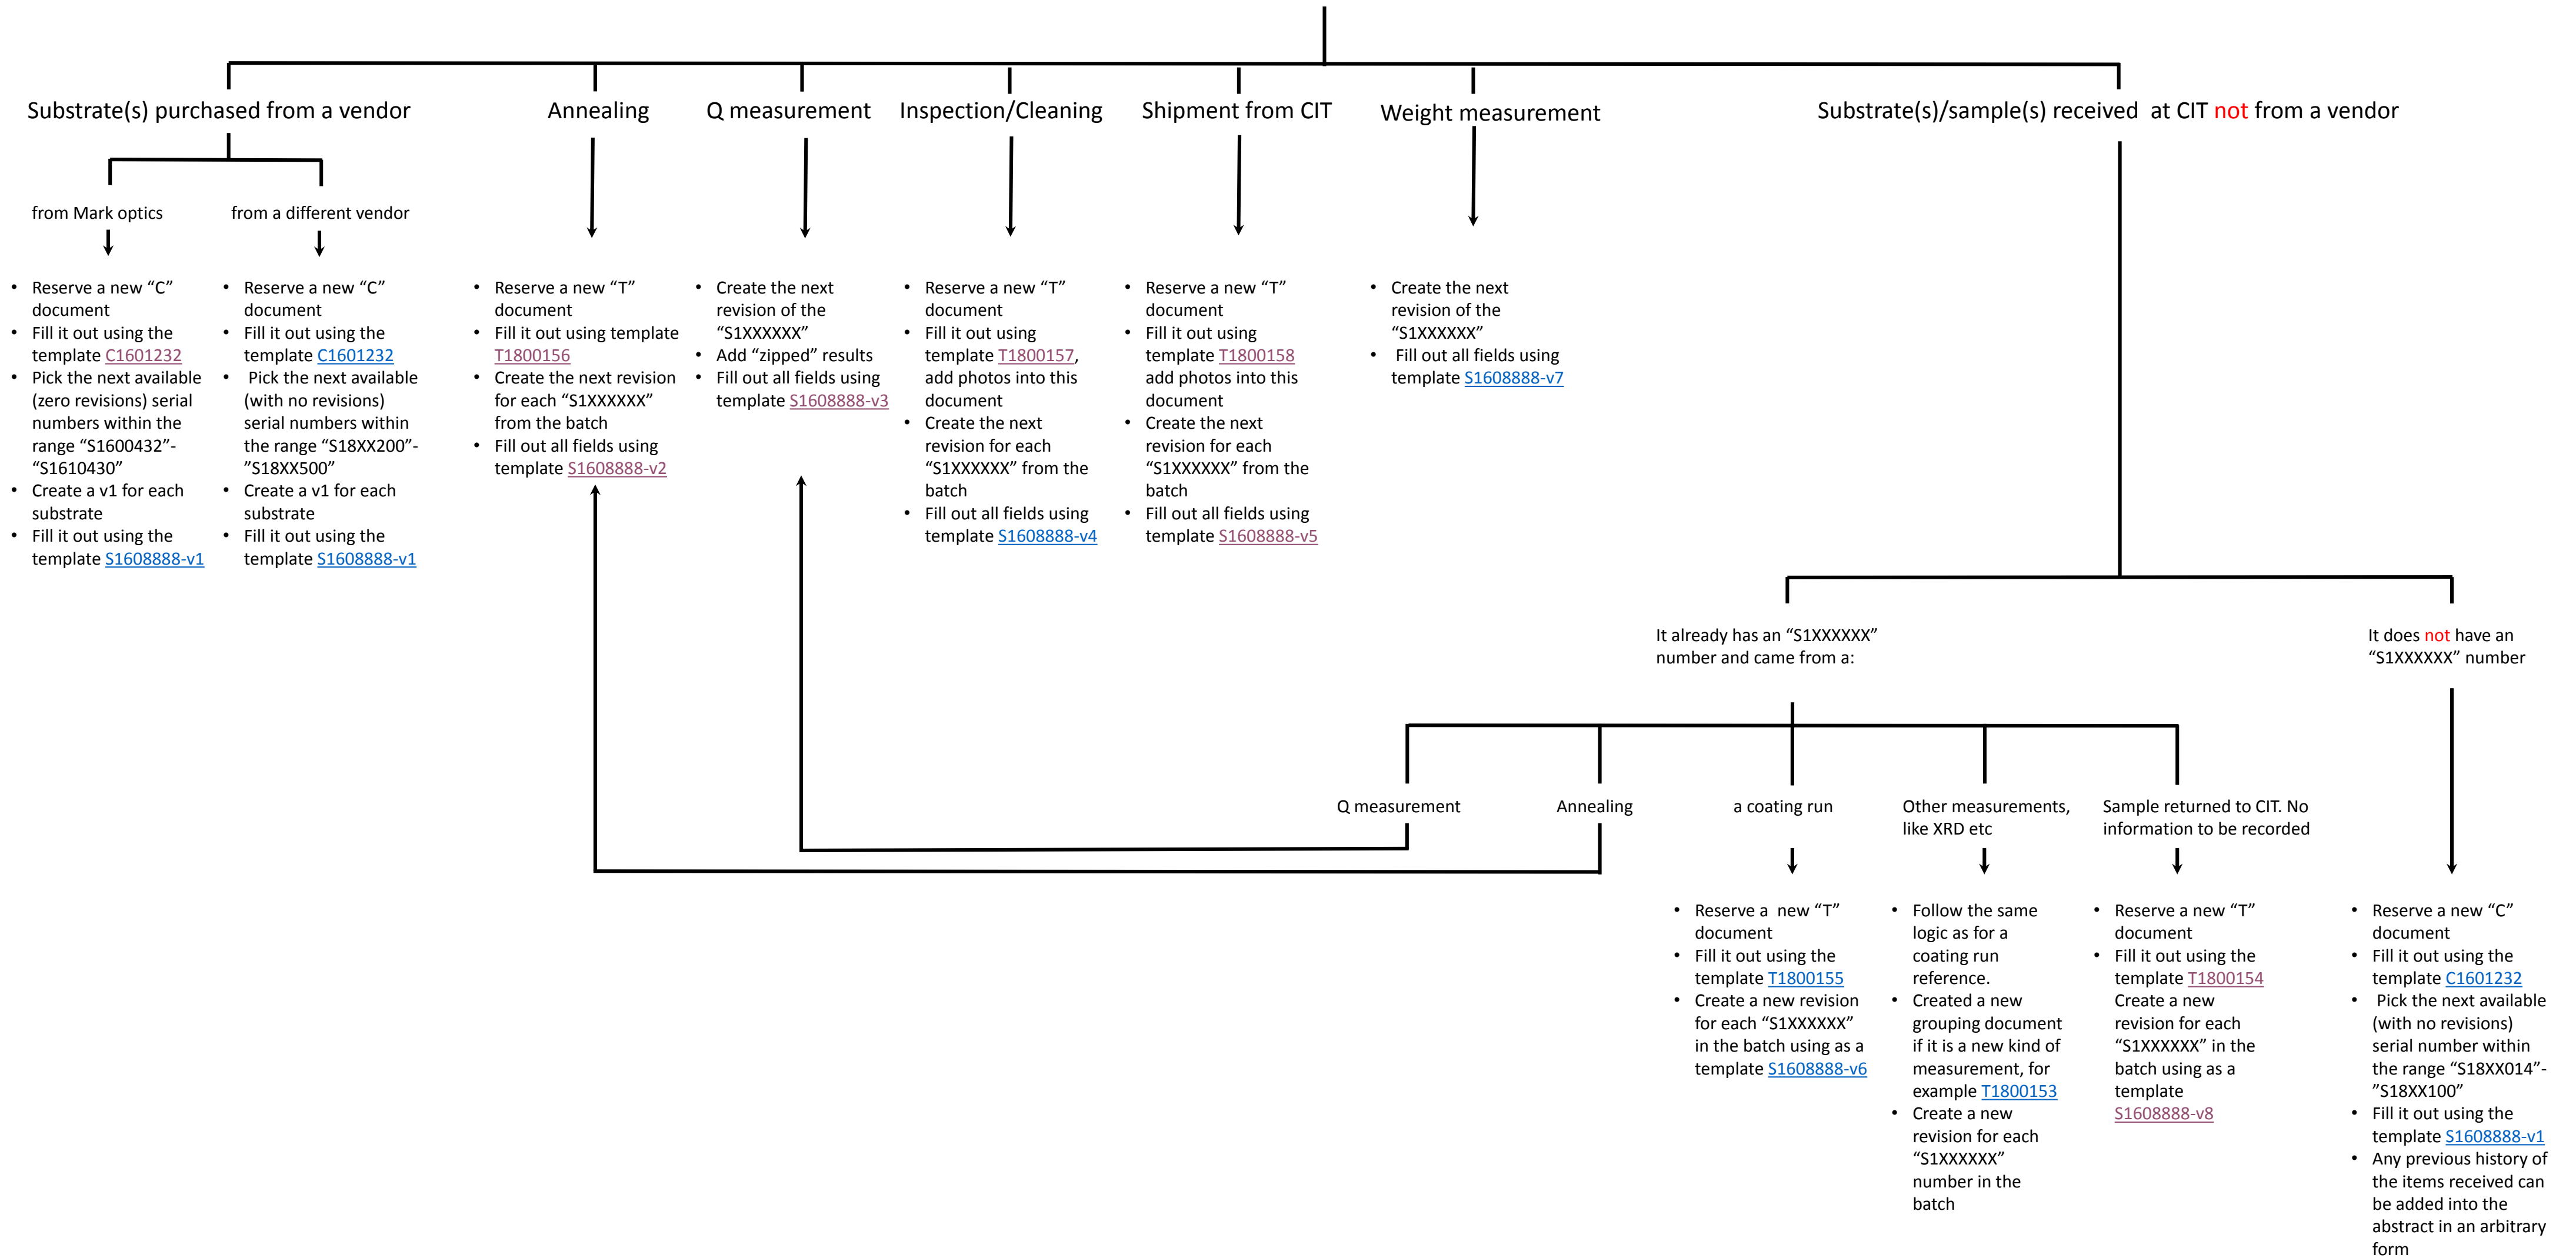 Substrate(s) purchased from a vendor
Annealing
Q measurement
Inspection/Cleaning
Shipment from CIT
Weight measurement
Substrate(s)/sample(s) received  at CIT not from a vendor
from Mark optics
from a different vendor
• Reserve a new “C”
document
• Fill it out using the
template C1601232
• Pick the next available
(zero revisions) serial
numbers within the
range “S1600432”-
“S1610430”
• Create a v1 for each
substrate
• Fill it out using the
template S1608888-v1
• Reserve a new “C”
document
• Fill it out using the
template C1601232
•  Pick the next available
(with no revisions)
serial numbers within
the range “S18XX200”-
”S18XX500”
• Create a v1 for each
substrate
• Fill it out using the
template S1608888-v1
• Reserve a new “T”
document
• Fill it out using template
T1800156
• Create the next revision
for each “S1XXXXXX”
from the batch
• Fill out all fields using
template S1608888-v2
• Create the next
revision of the
“S1XXXXXX”
• Add “zipped” results
• Fill out all fields using
template S1608888-v3
• Reserve a new “T”
document
• Fill it out using
template T1800157,
add photos into this
document
• Create the next
revision for each
“S1XXXXXX” from the
batch
• Fill out all fields using
template S1608888-v4
• Reserve a new “T”
document
• Fill it out using
template T1800158
add photos into this
document
• Create the next
revision for each
“S1XXXXXX” from the
batch
• Fill out all fields using
template S1608888-v5
• Create the next
revision of the
“S1XXXXXX”
•  Fill out all fields using
template S1608888-v7
It already has an “S1XXXXXX”
number and came from a:
It does not have an
“S1XXXXXX” number
Q measurement
Annealing
a coating run
Other measurements,
like XRD etc
Sample returned to CIT. No
information to be recorded
• Reserve a  new “T”
document
• Fill it out using the
template T1800155
• Create a new revision
for each “S1XXXXXX”
in the batch using as a
template S1608888-v6
• Follow the same
logic as for a
coating run
reference.
• Created a new
grouping document
if it is a new kind of
measurement, for
example T1800153
• Create a new
revision for each
“S1XXXXXX”
number in the
batch
• Reserve a new “T”
document
• Fill it out using the
template T1800154
Create a new
revision for each
“S1XXXXXX” in the
batch using as a
template
S1608888-v8
• Reserve a new “C”
document
• Fill it out using the
template C1601232
•  Pick the next available
(with no revisions)
serial number within
the range “S18XX014”-
”S18XX100”
• Fill it out using the
template S1608888-v1
• Any previous history of
the items received can
be added into the
abstract in an arbitrary
form